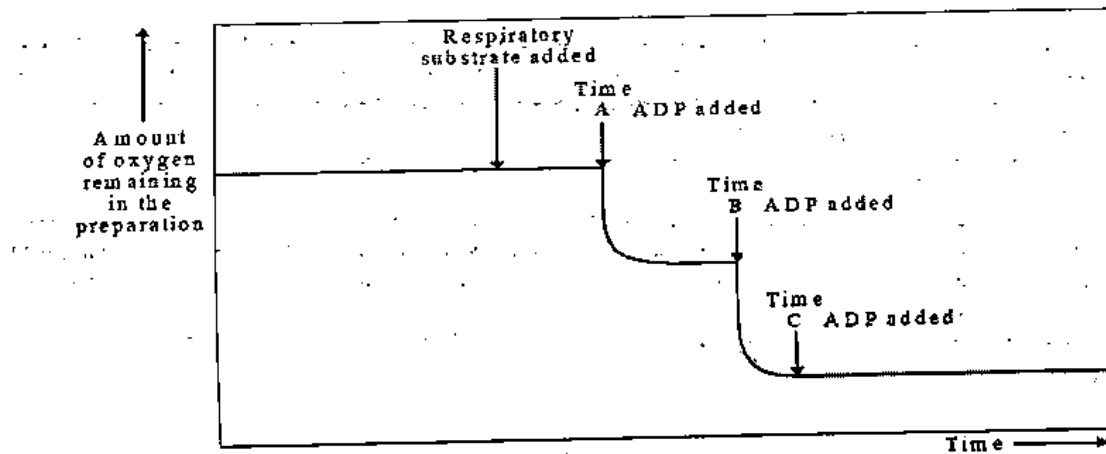 Respiratory
substrate added
Time
A ADP added
Amount
of oxygen
remaining
in the
preparation
Time
B ADP added
Time
C ADP added
Time